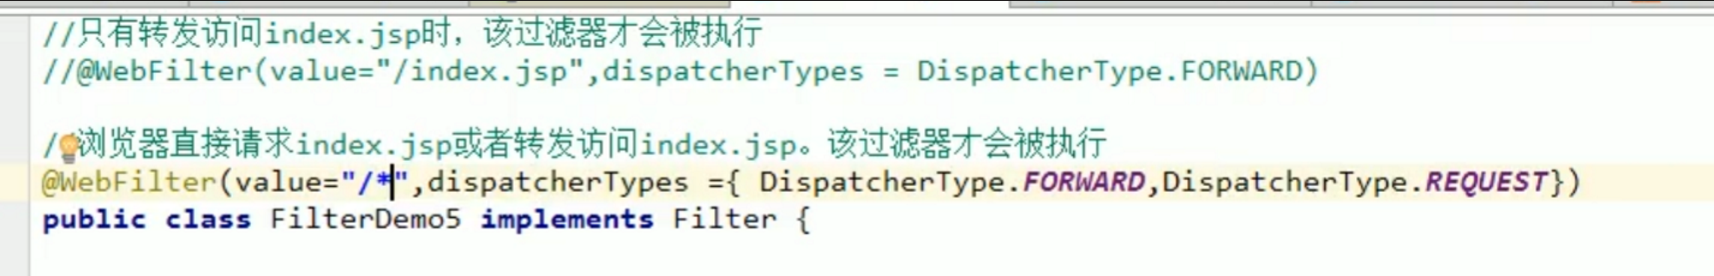 //只有转发访问index.jsp时，该过滤器才会被执行
//@WebFilter(value="/index.jsp",dispatcherTypes = DispatcherType.FORWARD)
/浏览器直接请求index.jsp或者转发访问index.jsp。该过滤器才会被执行
@WebFilter(value="/*",dispatcherTypes ={ DispatcherType.FORWARD,DispatcherType.REQUEST})
public class FilterDemo5 implements Filter {